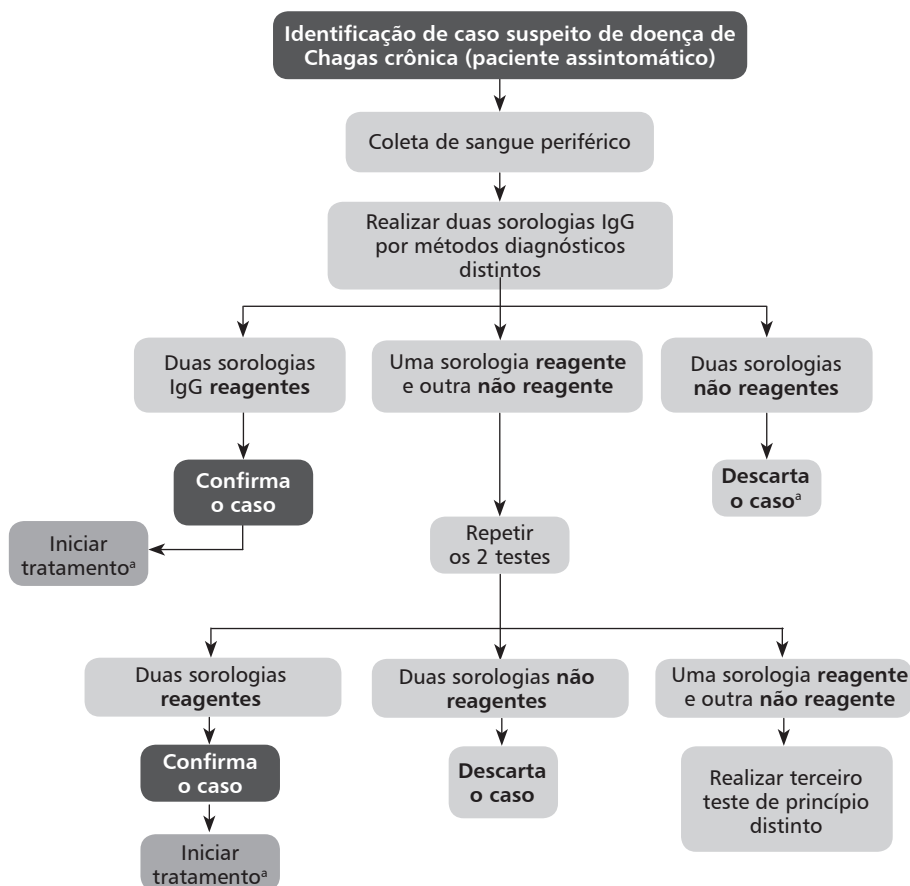 Identificação de caso suspeito de doença de
Chagas crônica (paciente assintomático)
Coleta de sangue periférico
Realizar duas sorologias IgG
por métodos diagnósticos
distintos
Duas sorologias
IgG reagentes
Uma sorologia reagente
e outra não reagente
Duas sorologias
não reagentes
Confirma
o caso
Descarta
o casoª
Iniciar
tratamentoª
Repetir
os 2 testes
Duas sorologias
reagentes
Duas sorologias não
reagentes
Uma sorologia reagente
e outra não reagente
Confirma
o caso
Descarta
o caso
Realizar terceiro
teste de princípio
distinto
Iniciar
tratamentoª